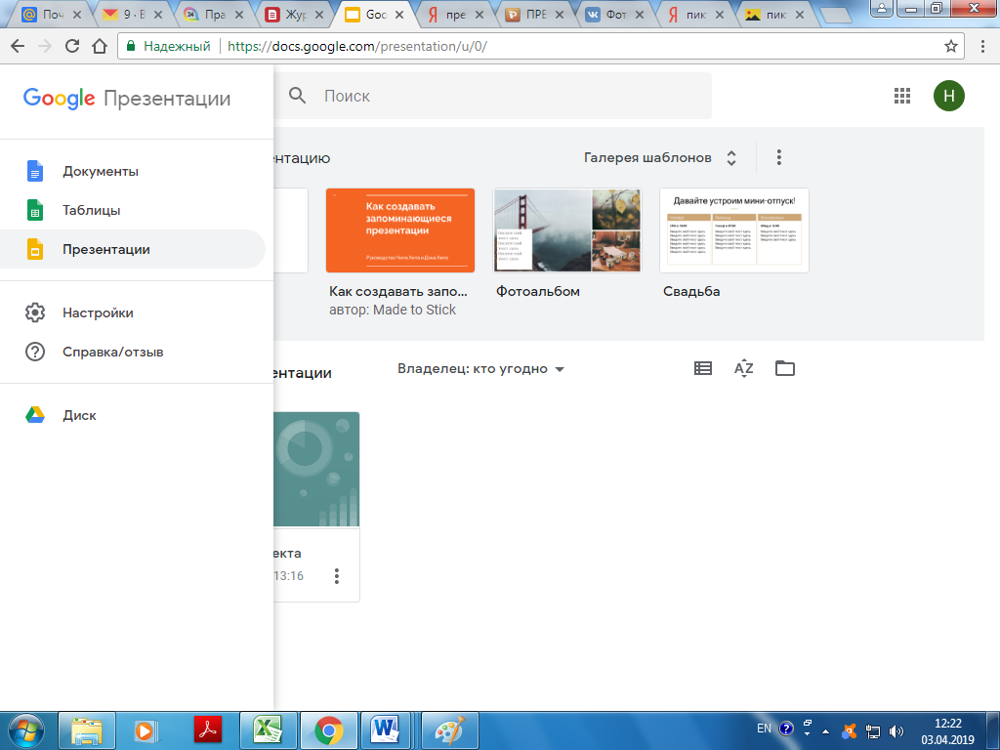 Поч
9 · В
Пра
Жур
Goo
пре
ПРЕ
Фот
пик
пик
Надежный
https://docs.google.com/presentation/u/0/
Google Презентации
Поиск
Н
Документы
Таблицы
Презентации
Настройки
Справка/отзыв
Диск
нтацию
Галерея шаблонов
Как создавать
запоминающиеся
презентации
Руководство Чипа Хита и Дэна Хита
Давайте устроим мини-отпуск!
Как создавать запо...
автор: Made to Stick
Фотоальбом
Свадьба
ентации
Владелец: кто угодно
AZ
екта
13:16
EN
12:22
03.04.2019